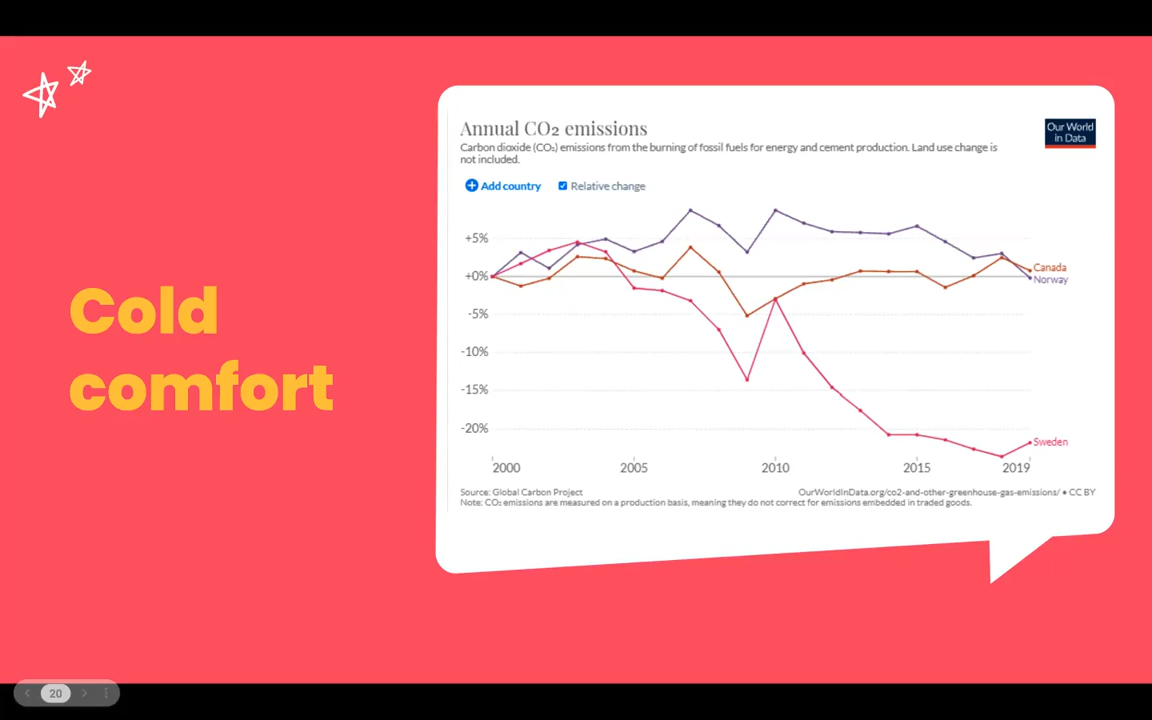 Cold
comfort
Annual CO₂ emissions
Our World
in Data
Carbon dioxide (CO₂) emissions from the burning of fossil fuels for energy and cement production. Land use change is
not included.
Add country
Relative change
+5%
+0%
-5%
-10%
-15%
-20%
Canada
Norway
Sweden
2000
2005
2010
2015
2019
Source: Global Carbon Project
OurWorldInData.org/co2-and-other-greenhouse-gas-emissions/ • CC BY
Note: CO₂ emissions are measured on a production basis, meaning they do not correct for emissions embedded in traded goods.
20